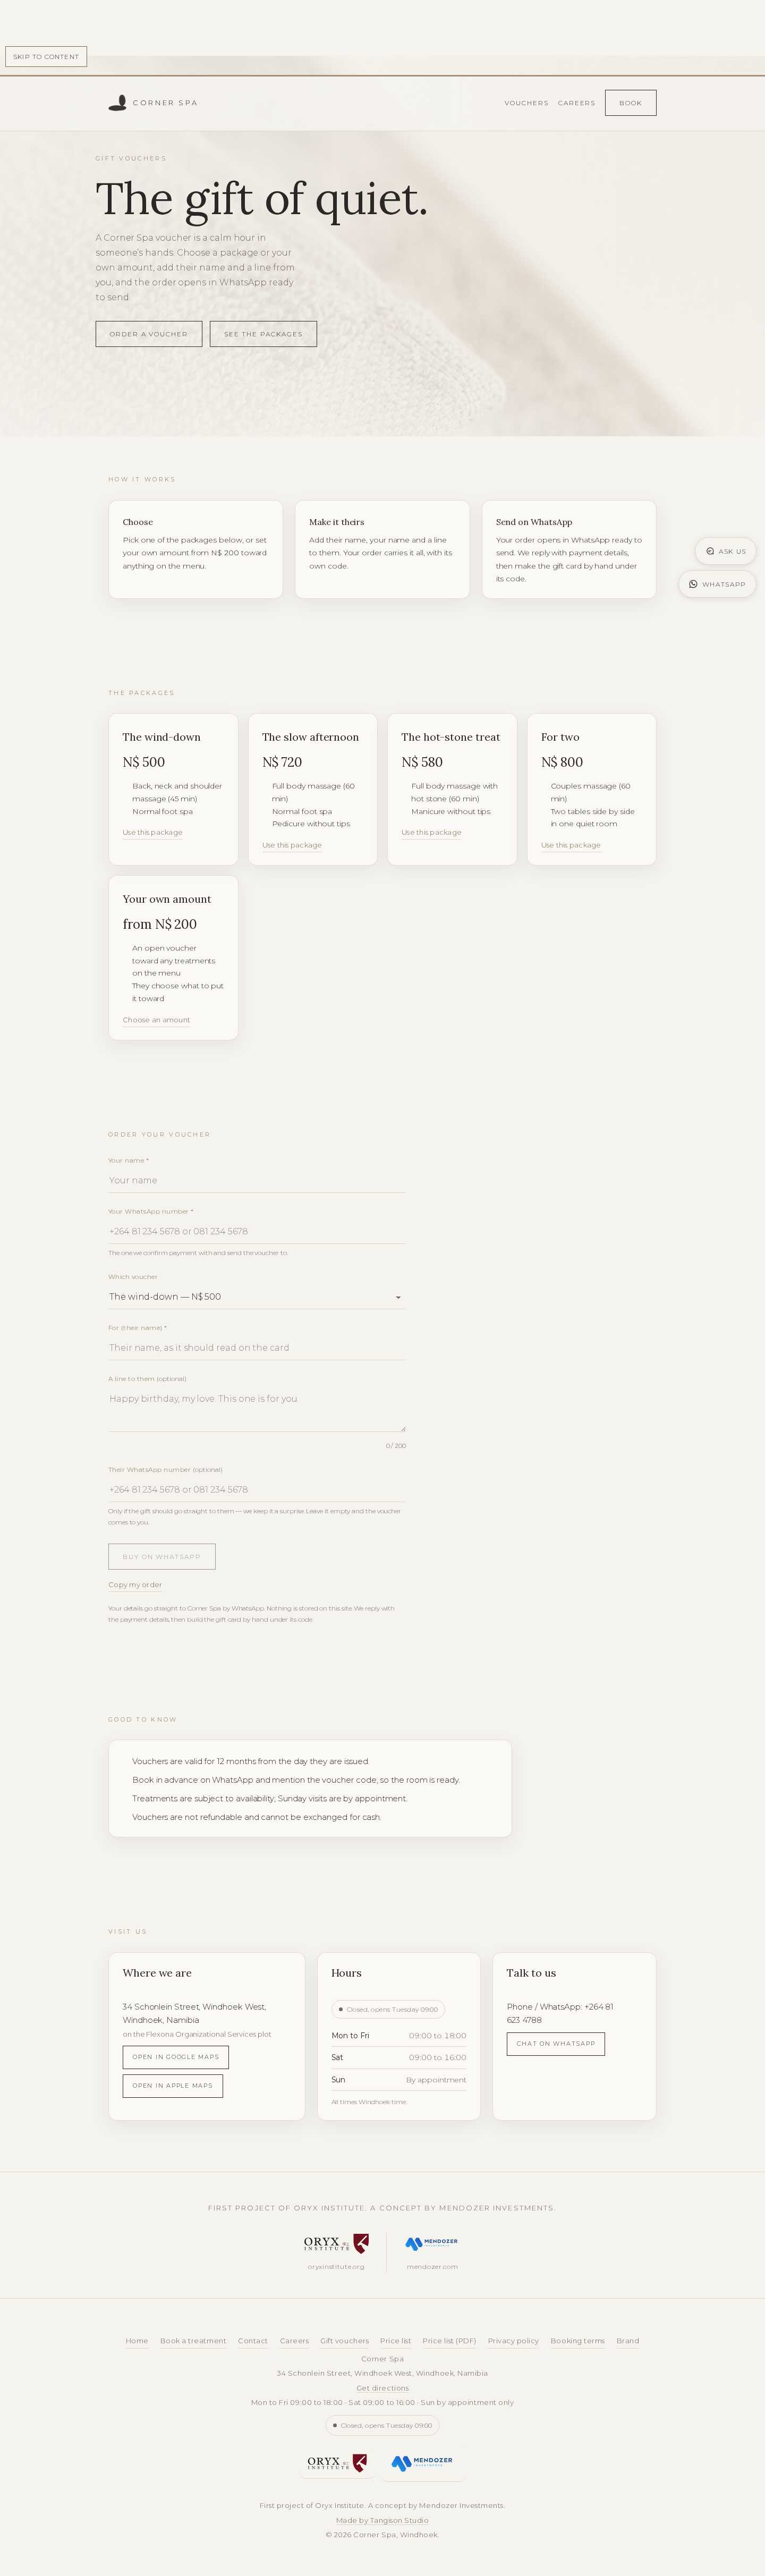 SKIP TO CONTENT
CORNER SPA
VOUCHERS CAREERS BOOK
GIFT VOUCHERS
The gift of quiet.
A Corner Spa voucher is a calm hour in
someone's hands. Choose a package or your
own amount, add their name and a line from
you, and the order opens in WhatsApp ready
to send.
ORDER A VOUCHER SEE THE PACKAGES
HOW IT WORKS
Choose
Pick one of the packages below, or set
your own amount from N$ 200 toward
anything on the menu.
Make it theirs
Add their name, your name and a line
to them. Your order carries it all, with its
own code.
Send on WhatsApp
Your order opens in WhatsApp ready to
send. We reply with payment details,
then make the gift card by hand under
its code.
ASK US
WHATSAPP
THE PACKAGES
The wind-down
N$ 500
Back, neck and shoulder
massage (45 min)
Normal foot spa
Use this package
The slow afternoon
N$ 720
Full body massage (60
min)
Normal foot spa
Pedicure without tips
Use this package
The hot-stone treat
N$ 580
Full body massage with
hot stone (60 min)
Manicure without tips
Use this package
For two
N$ 800
Couples massage (60
min)
Two tables side by side
in one quiet room
Use this package
Your own amount
from N$ 200
An open voucher
toward any treatments
on the menu
They choose what to put
it toward
Choose an amount
ORDER YOUR VOUCHER
Your name *
Your name
Your WhatsApp number *
+264 81 234 5678 or 081 234 5678
The one we confirm payment with and send the voucher to.
Which voucher
The wind-down — N$ 500
For (their name) *
Their name, as it should read on the card
A line to them (optional)
Happy birthday, my love. This one is for you.
0 / 200
Their WhatsApp number (optional)
+264 81 234 5678 or 081 234 5678
Only if the gift should go straight to them — we keep it a surprise. Leave it empty and the voucher
comes to you.
BUY ON WHATSAPP
Copy my order
Your details go straight to Corner Spa by WhatsApp. Nothing is stored on this site. We reply with
the payment details, then build the gift card by hand under its code.
GOOD TO KNOW
Vouchers are valid for 12 months from the day they are issued.
Book in advance on WhatsApp and mention the voucher code, so the room is ready.
Treatments are subject to availability; Sunday visits are by appointment.
Vouchers are not refundable and cannot be exchanged for cash.
VISIT US
Where we are
34 Schonlein Street, Windhoek West,
Windhoek, Namibia
on the Flexona Organizational Services plot
OPEN IN GOOGLE MAPS
OPEN IN APPLE MAPS
Hours
Closed, opens Tuesday 09:00
Mon to Fri 09:00 to 18:00
Sat 09:00 to 16:00
Sun By appointment
All times Windhoek time.
Talk to us
Phone / WhatsApp: +264 81
623 4788
CHAT ON WHATSAPP
FIRST PROJECT OF ORYX INSTITUTE. A CONCEPT BY MENDOZER INVESTMENTS.
ORYX
INSTITUTE
MENDOZER
oryxinstitute.org mendozer.com
Home Book a treatment Contact Careers Gift vouchers Price list Price list (PDF) Privacy policy Booking terms Brand
Corner Spa
34 Schonlein Street, Windhoek West, Windhoek, Namibia
Get directions
Mon to Fri 09:00 to 18:00 · Sat 09:00 to 16:00 · Sun by appointment only
Closed, opens Tuesday 09:00
ORYX
INSTITUTE
MENDOZER
First project of Oryx Institute. A concept by Mendozer Investments.
Made by Tangison Studio
© 2026 Corner Spa, Windhoek.